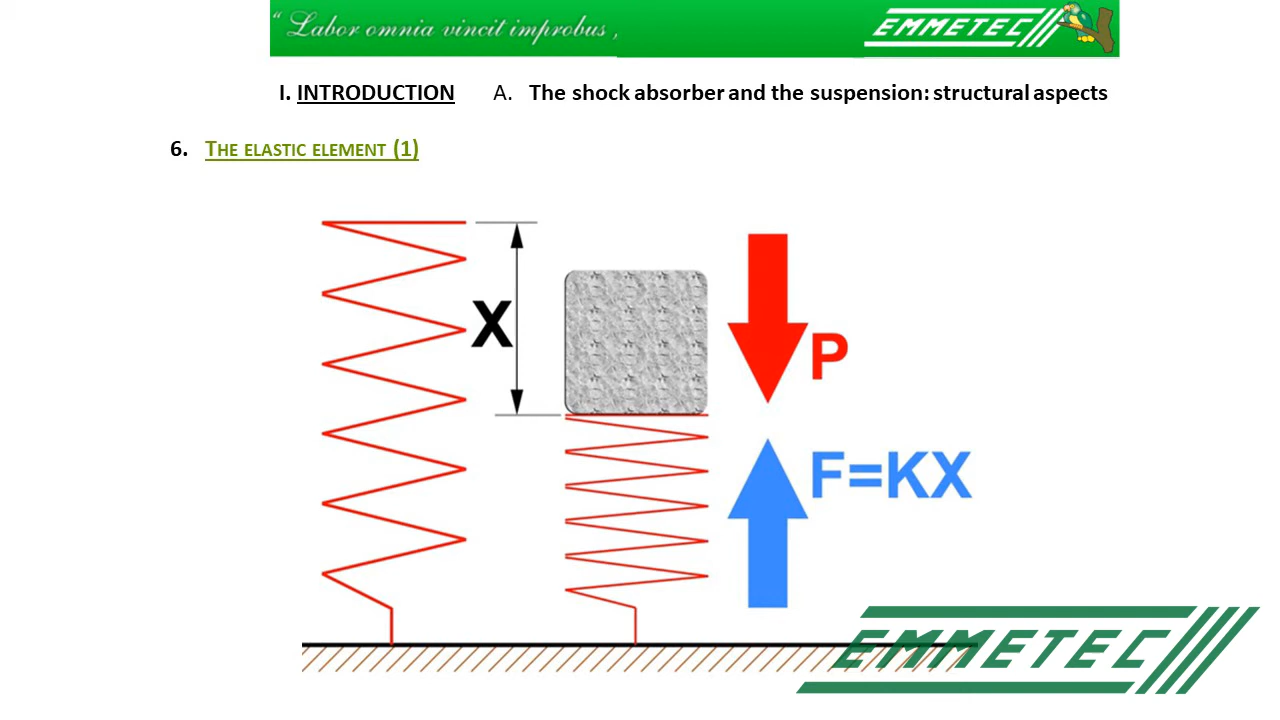 “ Labor omnia vincit improbus ,
EMMETEC
I. INTRODUCTION A. The shock absorber and the suspension: structural aspects
6. THE ELASTIC ELEMENT (1)
X
P
F=KX
EMMETEC